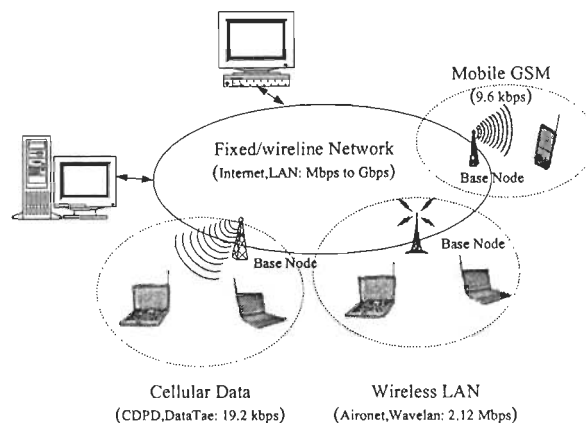 Mobile GSM
(9.6 kbps)
Fixed/wireline Network
(Internet,LAN: Mbps to Gbps)
Base Node
Base Node
Base Node
Cellular Data
(CDPD,DataTae: 19.2 kbps)
Wireless LAN
(Aironet,Wavelan: 2.12 Mbps)